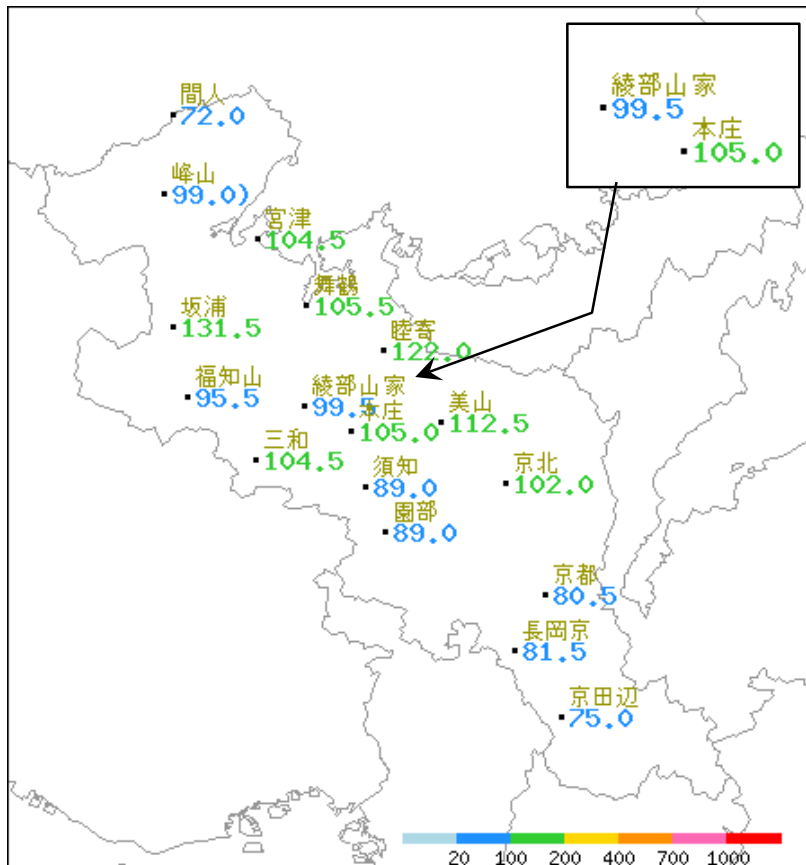 綾部山家
99.5
本庄
105.0
間人
72.0
峰山
99.0)
宮津
104.5
舞鶴
105.5
坂浦
131.5
睦寄
122.0
福知山
95.5
綾部山家
99.5
本庄
105.0
美山
112.5
三和
104.5
須知
89.0
京北
102.0
園部
89.0
京都
80.5
長岡京
81.5
京田辺
75.0
20 100 200 400 700 1000